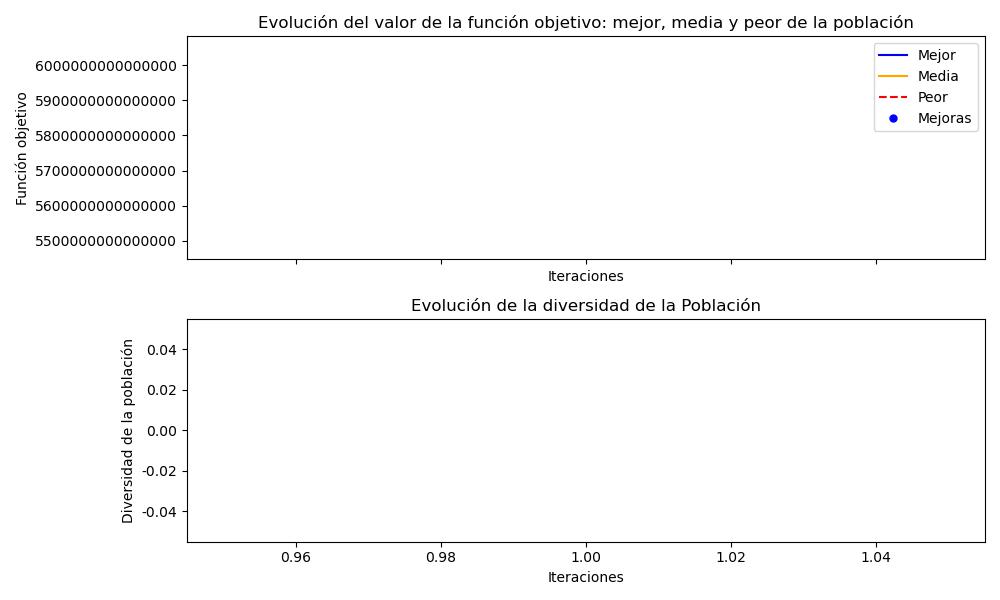 Evolución del valor de la función objetivo: mejor, media y peor de la población
Función objetivo
6000000000000000
5900000000000000
5800000000000000
5700000000000000
5600000000000000
5500000000000000
Mejor
Media
Peor
Mejoras
Iteraciones
Evolución de la diversidad de la Población
Diversidad de la población
0.04
0.02
0.00
-0.02
-0.04
0.96 0.98 1.00 1.02 1.04
Iteraciones